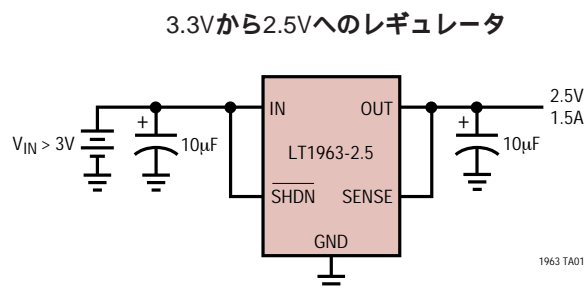 3.3Vから2.5Vへのレギュレータ
IN
OUT
2.5V
1.5A
+
+
VIN > 3V
10µF
LT1963-2.5
10µF
SHDN
SENSE
GND
1963 TA01